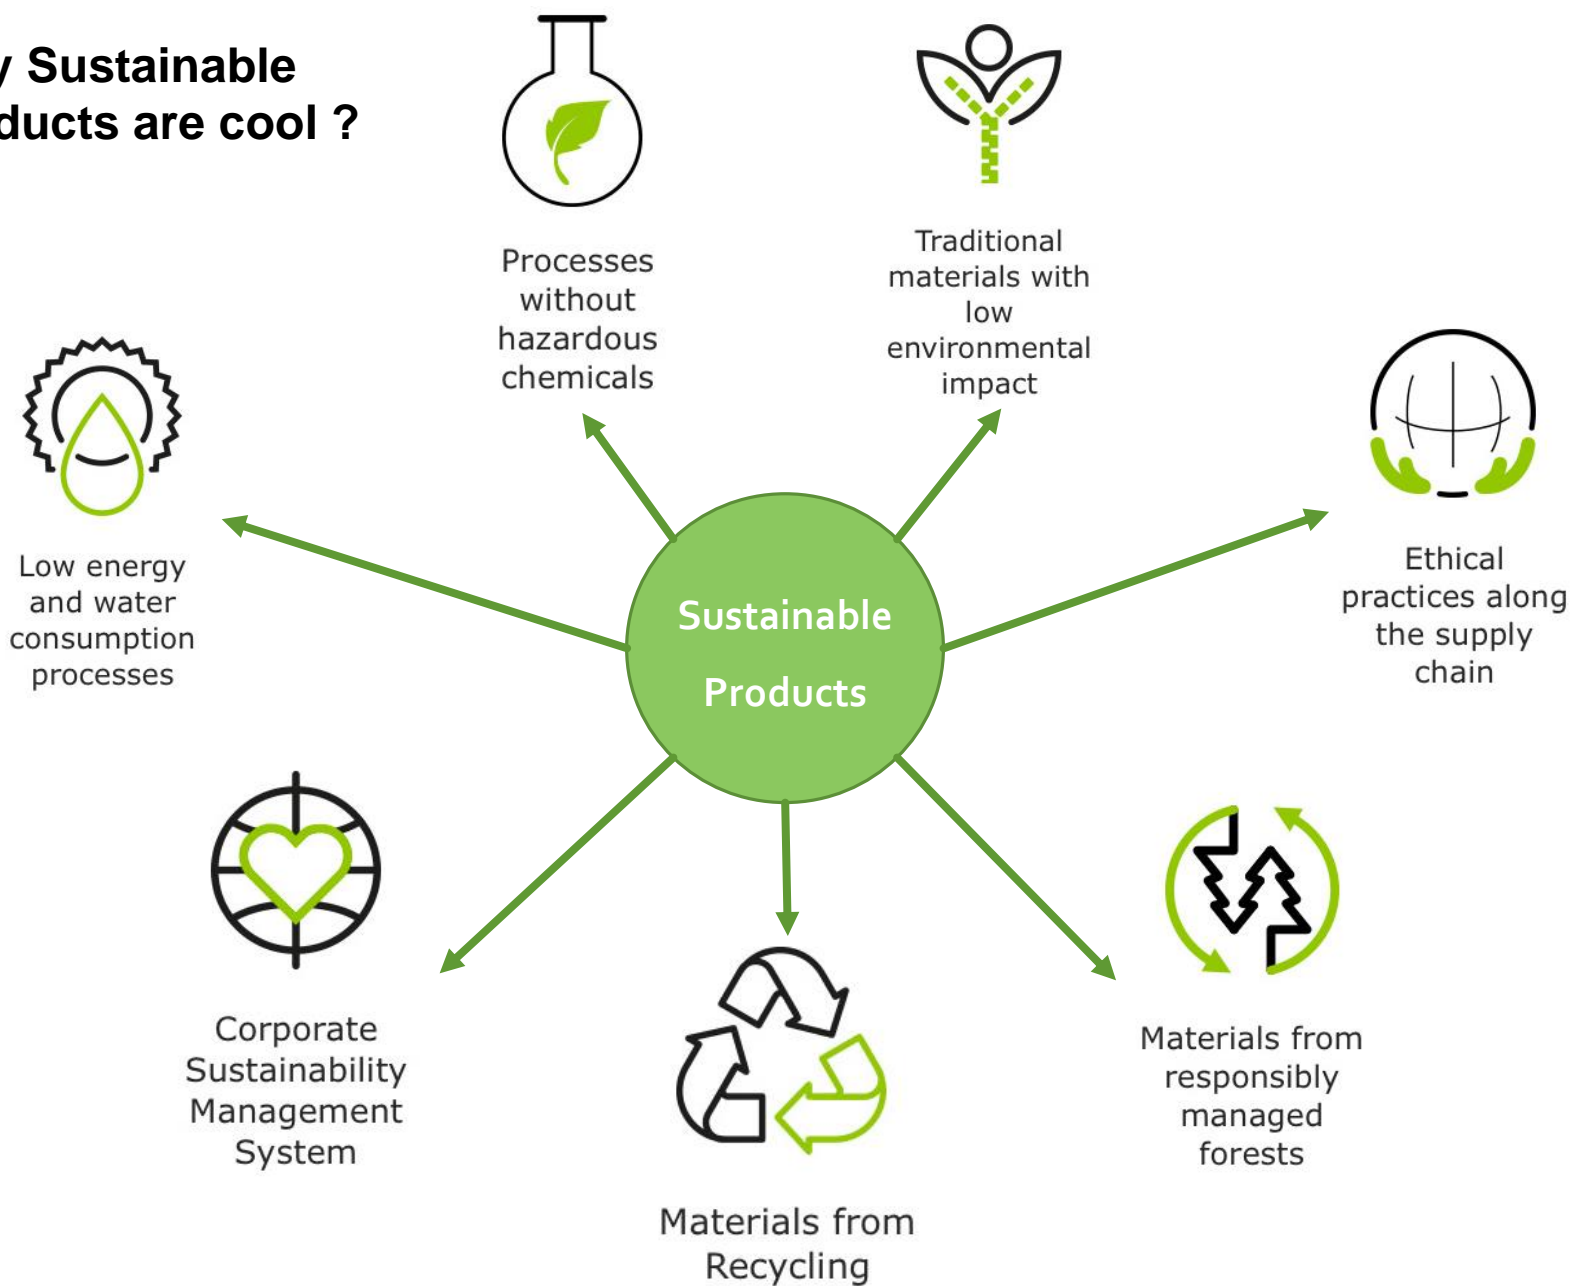 y Sustainable
ducts are cool ?
Processes
without
hazardous
chemicals
Traditional
materials with
low
environmental
impact
Low energy
and water
consumption
processes
Sustainable
Products
Ethical
practices along
the supply
chain
Corporate
Sustainability
Management
System
Materials from
Recycling
Materials from
responsibly
managed
forests